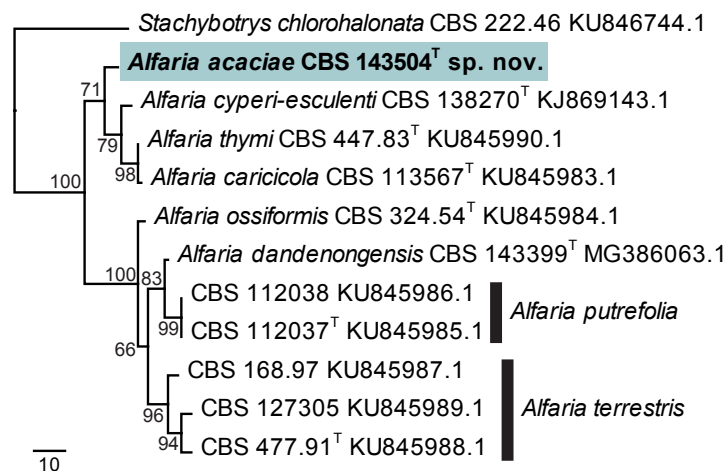 Stachybotrys chlorohalonata CBS 222.46 KU846744.1
Alfaria acaciae CBS 143504T sp. nov.
71
Alfaria cyperi-esculenti CBS 138270T KJ869143.1
79
Alfaria thymi CBS 447.83T KU845990.1
98
Alfaria caricicola CBS 113567T KU845983.1
100
Alfaria ossiformis CBS 324.54T KU845984.1
Alfaria dandenongensis CBS 143399T MG386063.1
100
83
CBS 112038 KU845986.1
Alfaria putrefolia
99
CBS 112037T KU845985.1
66
CBS 168.97 KU845987.1
96
CBS 127305 KU845989.1
Alfaria terrestris
94
CBS 477.91T KU845988.1
10